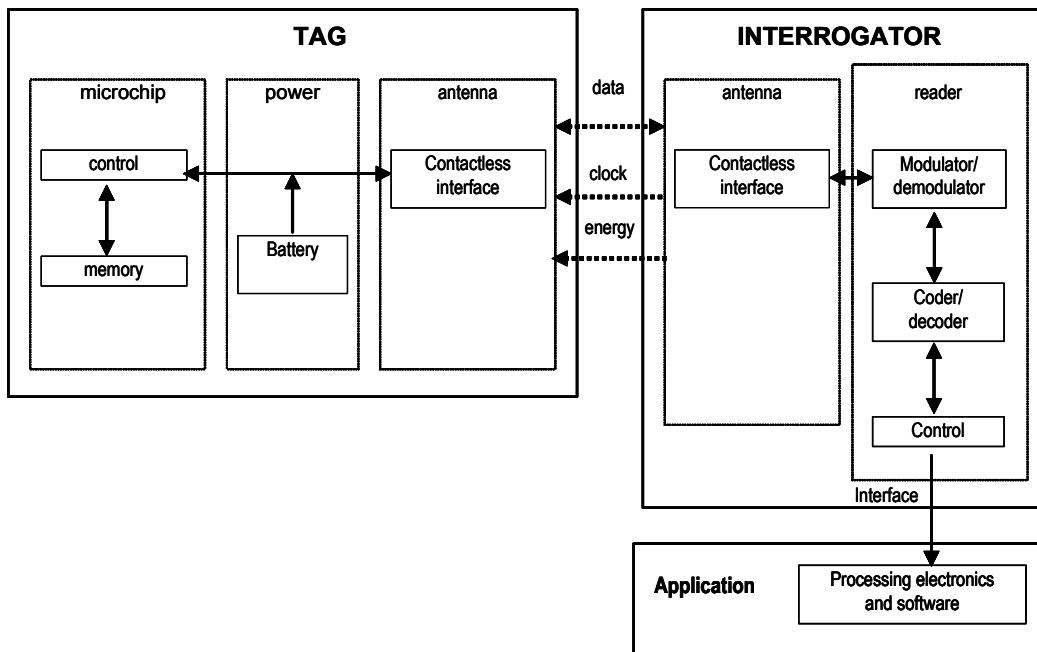 TAG
microchip
power
antenna
control
Contactless
interface
Battery
memory
data
clock
energy
INTERROGATOR
antenna
reader
Contactless
interface
Modulator/
demodulator
Coder/
decoder
Control
Interface
Application
Processing electronics
and software